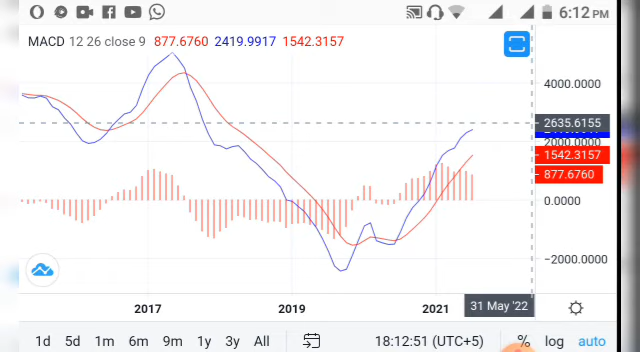 6:12 PM
MACD 12 26 close 9 877.6760 2419.9917 1542.3157
4000.0000
2635.6155
2000.0000
1542.3157
877.6760
0.0000
−2000.0000
2017 2019 2021 31 May '22
1d 5d 1m 6m 9m 1y 3y All 18:12:51 (UTC+5) % log auto